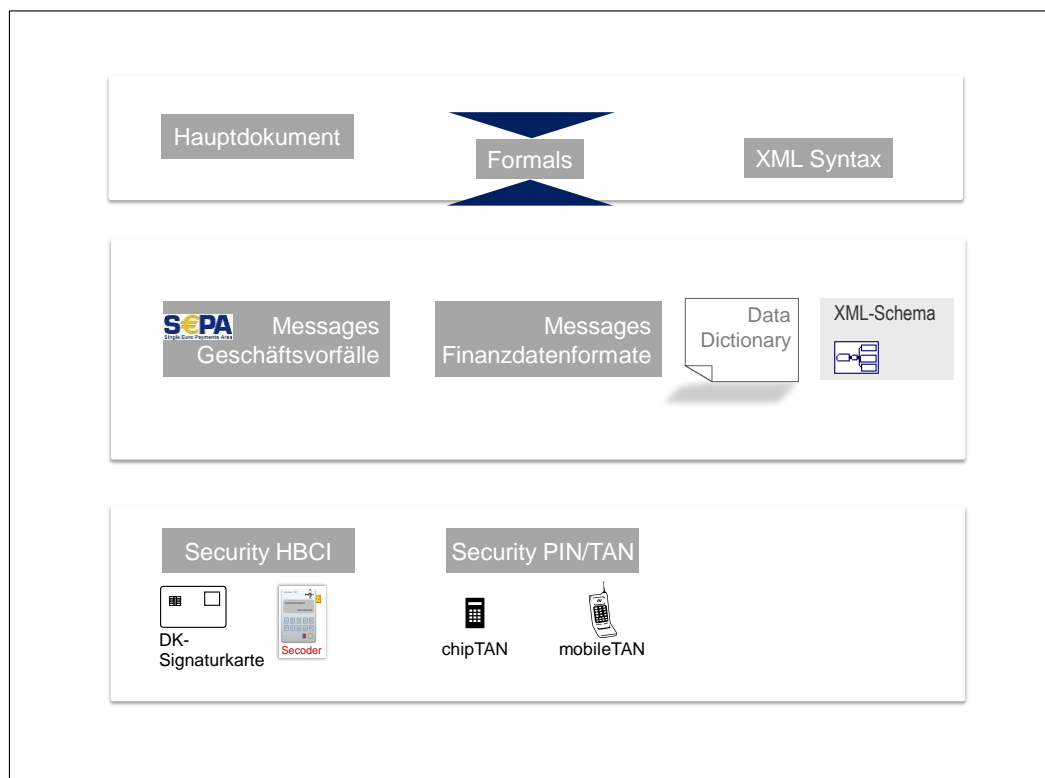 Hauptdokument
Formals
XML Syntax
S€PA
Single Euro Payments Area
Messages
Geschäftsvorfälle
Messages
Finanzdatenformate
Data
Dictionary
XML-Schema
Security HBCI
Security PIN/TAN
DK-
Signaturkarte
Secoder
chipTAN
mobileTAN